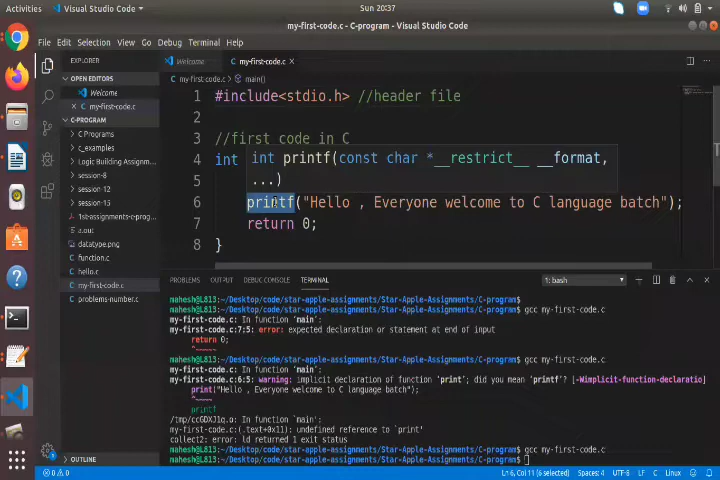 Activities
Visual Studio Code
Sun 20:37
my-first-code.c - C-program - Visual Studio Code
File Edit Selection View Go Debug Terminal Help
EXPLORER
OPEN EDITORS
Welcome
my-first-code.c
C-PROGRAM
C Programs
c_examples
Logic Building Assignm...
session-8
session-12
session-15
1st-assignments-c-prog...
a.out
datatype.png
function.c
hello.c
my-first-code.c
problems-number.c
OUTLINE
Welcome
my-first-code.c
my-first-code.c > main()
1 #include<stdio.h> //header file
2
3 //first code in C
4 int
int printf(const char *__restrict__ __format,
...)
5
6 printf("Hello , Everyone welcome to C language batch");
7 return 0;
8 }
PROBLEMS OUTPUT DEBUG CONSOLE TERMINAL
1: bash
mahesh@L813:~/Desktop/code/star-apple-assignments/Star-Apple-Assignments/C-program$
mahesh@L813:~/Desktop/code/star-apple-assignments/Star-Apple-Assignments/C-program$ gcc my-first-code.c
my-first-code.c: In function 'main':
my-first-code.c:7:5: error: expected declaration or statement at end of input
return 0;
^~~~~~
mahesh@L813:~/Desktop/code/star-apple-assignments/Star-Apple-Assignments/C-program$ gcc my-first-code.c
my-first-code.c: In function 'main':
my-first-code.c:6:5: warning: implicit declaration of function 'print'; did you mean 'printf'? [-Wimplicit-function-declaratio]
print("Hello , Everyone welcome to C language batch");
^~~~~
printf
/tmp/ccGDXJ1q.o: In function `main':
my-first-code.c:(.text+0x11): undefined reference to `print'
collect2: error: ld returned 1 exit status
mahesh@L813:~/Desktop/code/star-apple-assignments/Star-Apple-Assignments/C-program$ gcc my-first-code.c
mahesh@L813:~/Desktop/code/star-apple-assignments/Star-Apple-Assignments/C-program$
0 0
Ln 6, Col 11 (6 selected) Spaces: 4 UTF-8 LF C Linux